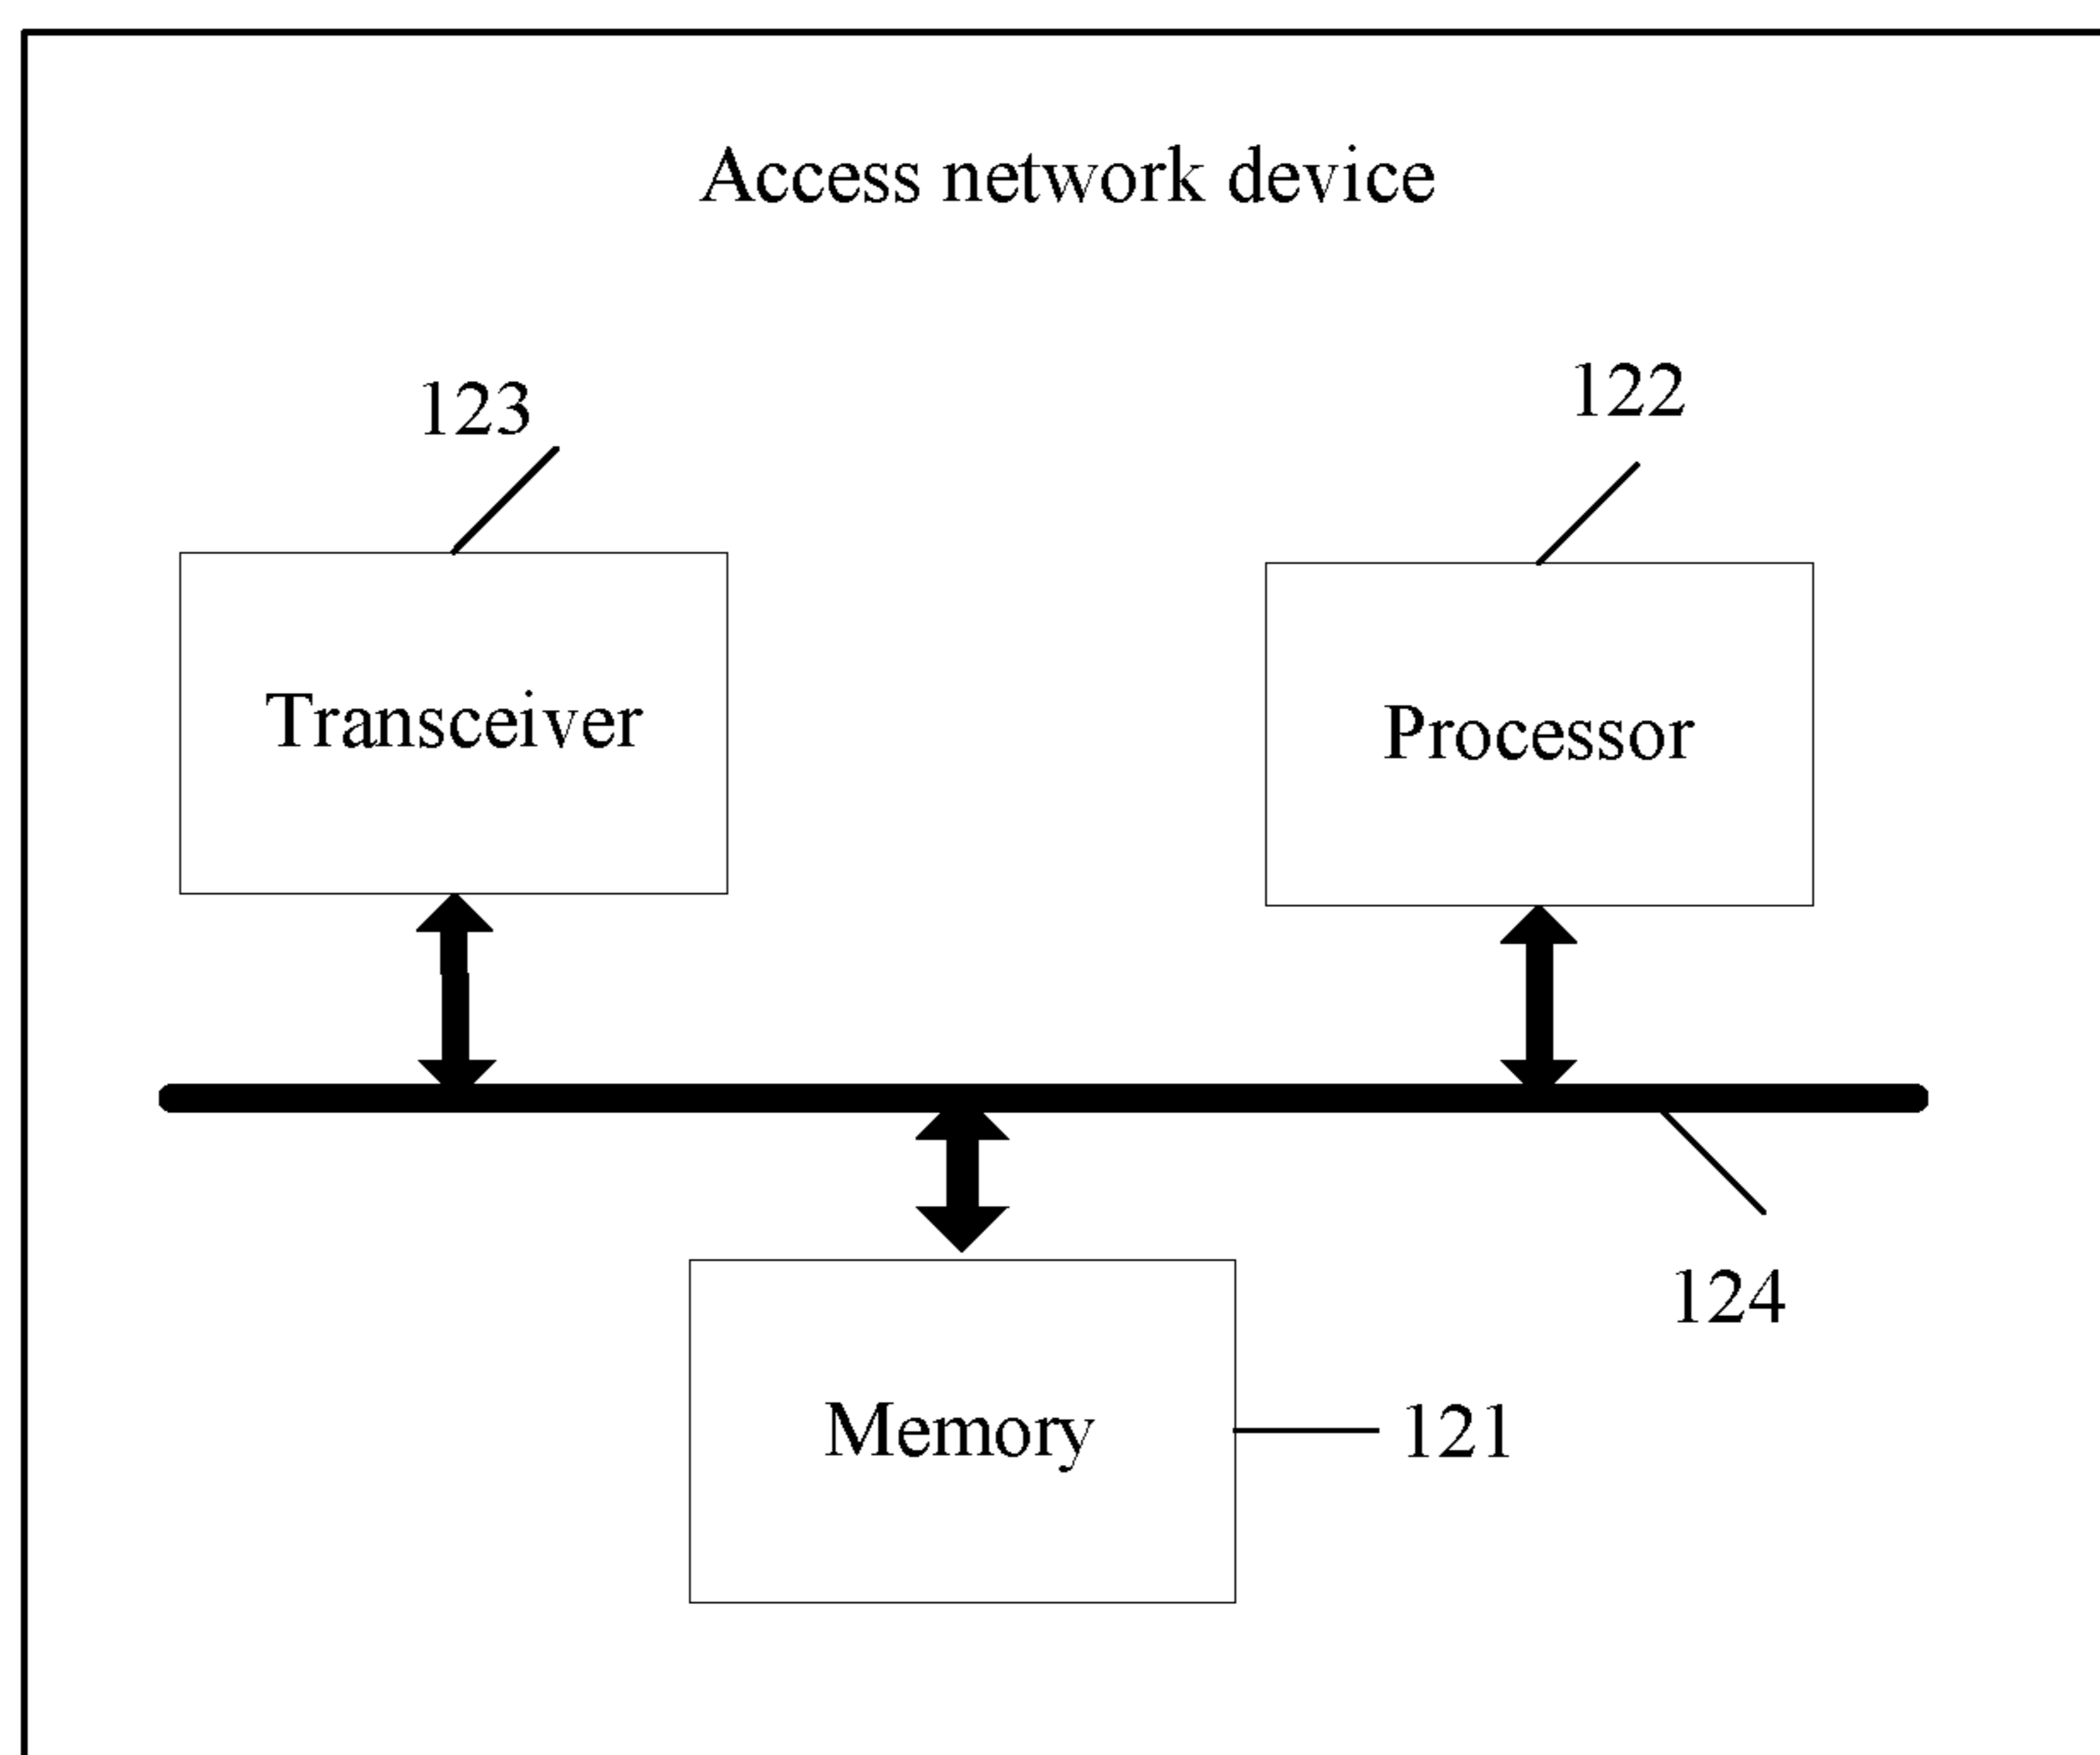 Access network device
123
122
Transceiver
Processor
124
Memory
121